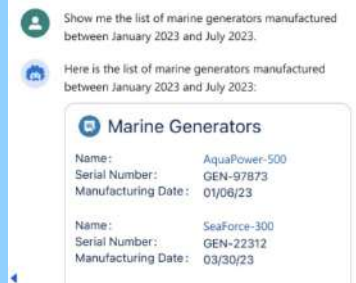 Show me the list of marine generators manufactured
between January 2023 and July 2023.
Here is the list of marine generators manufactured
between January 2023 and July 2023:
Marine Generators
Name: AquaPower-500
Serial Number: GEN-97873
Manufacturing Date: 01/06/23
Name: SeaForce-300
Serial Number: GEN-22312
Manufacturing Date: 03/30/23